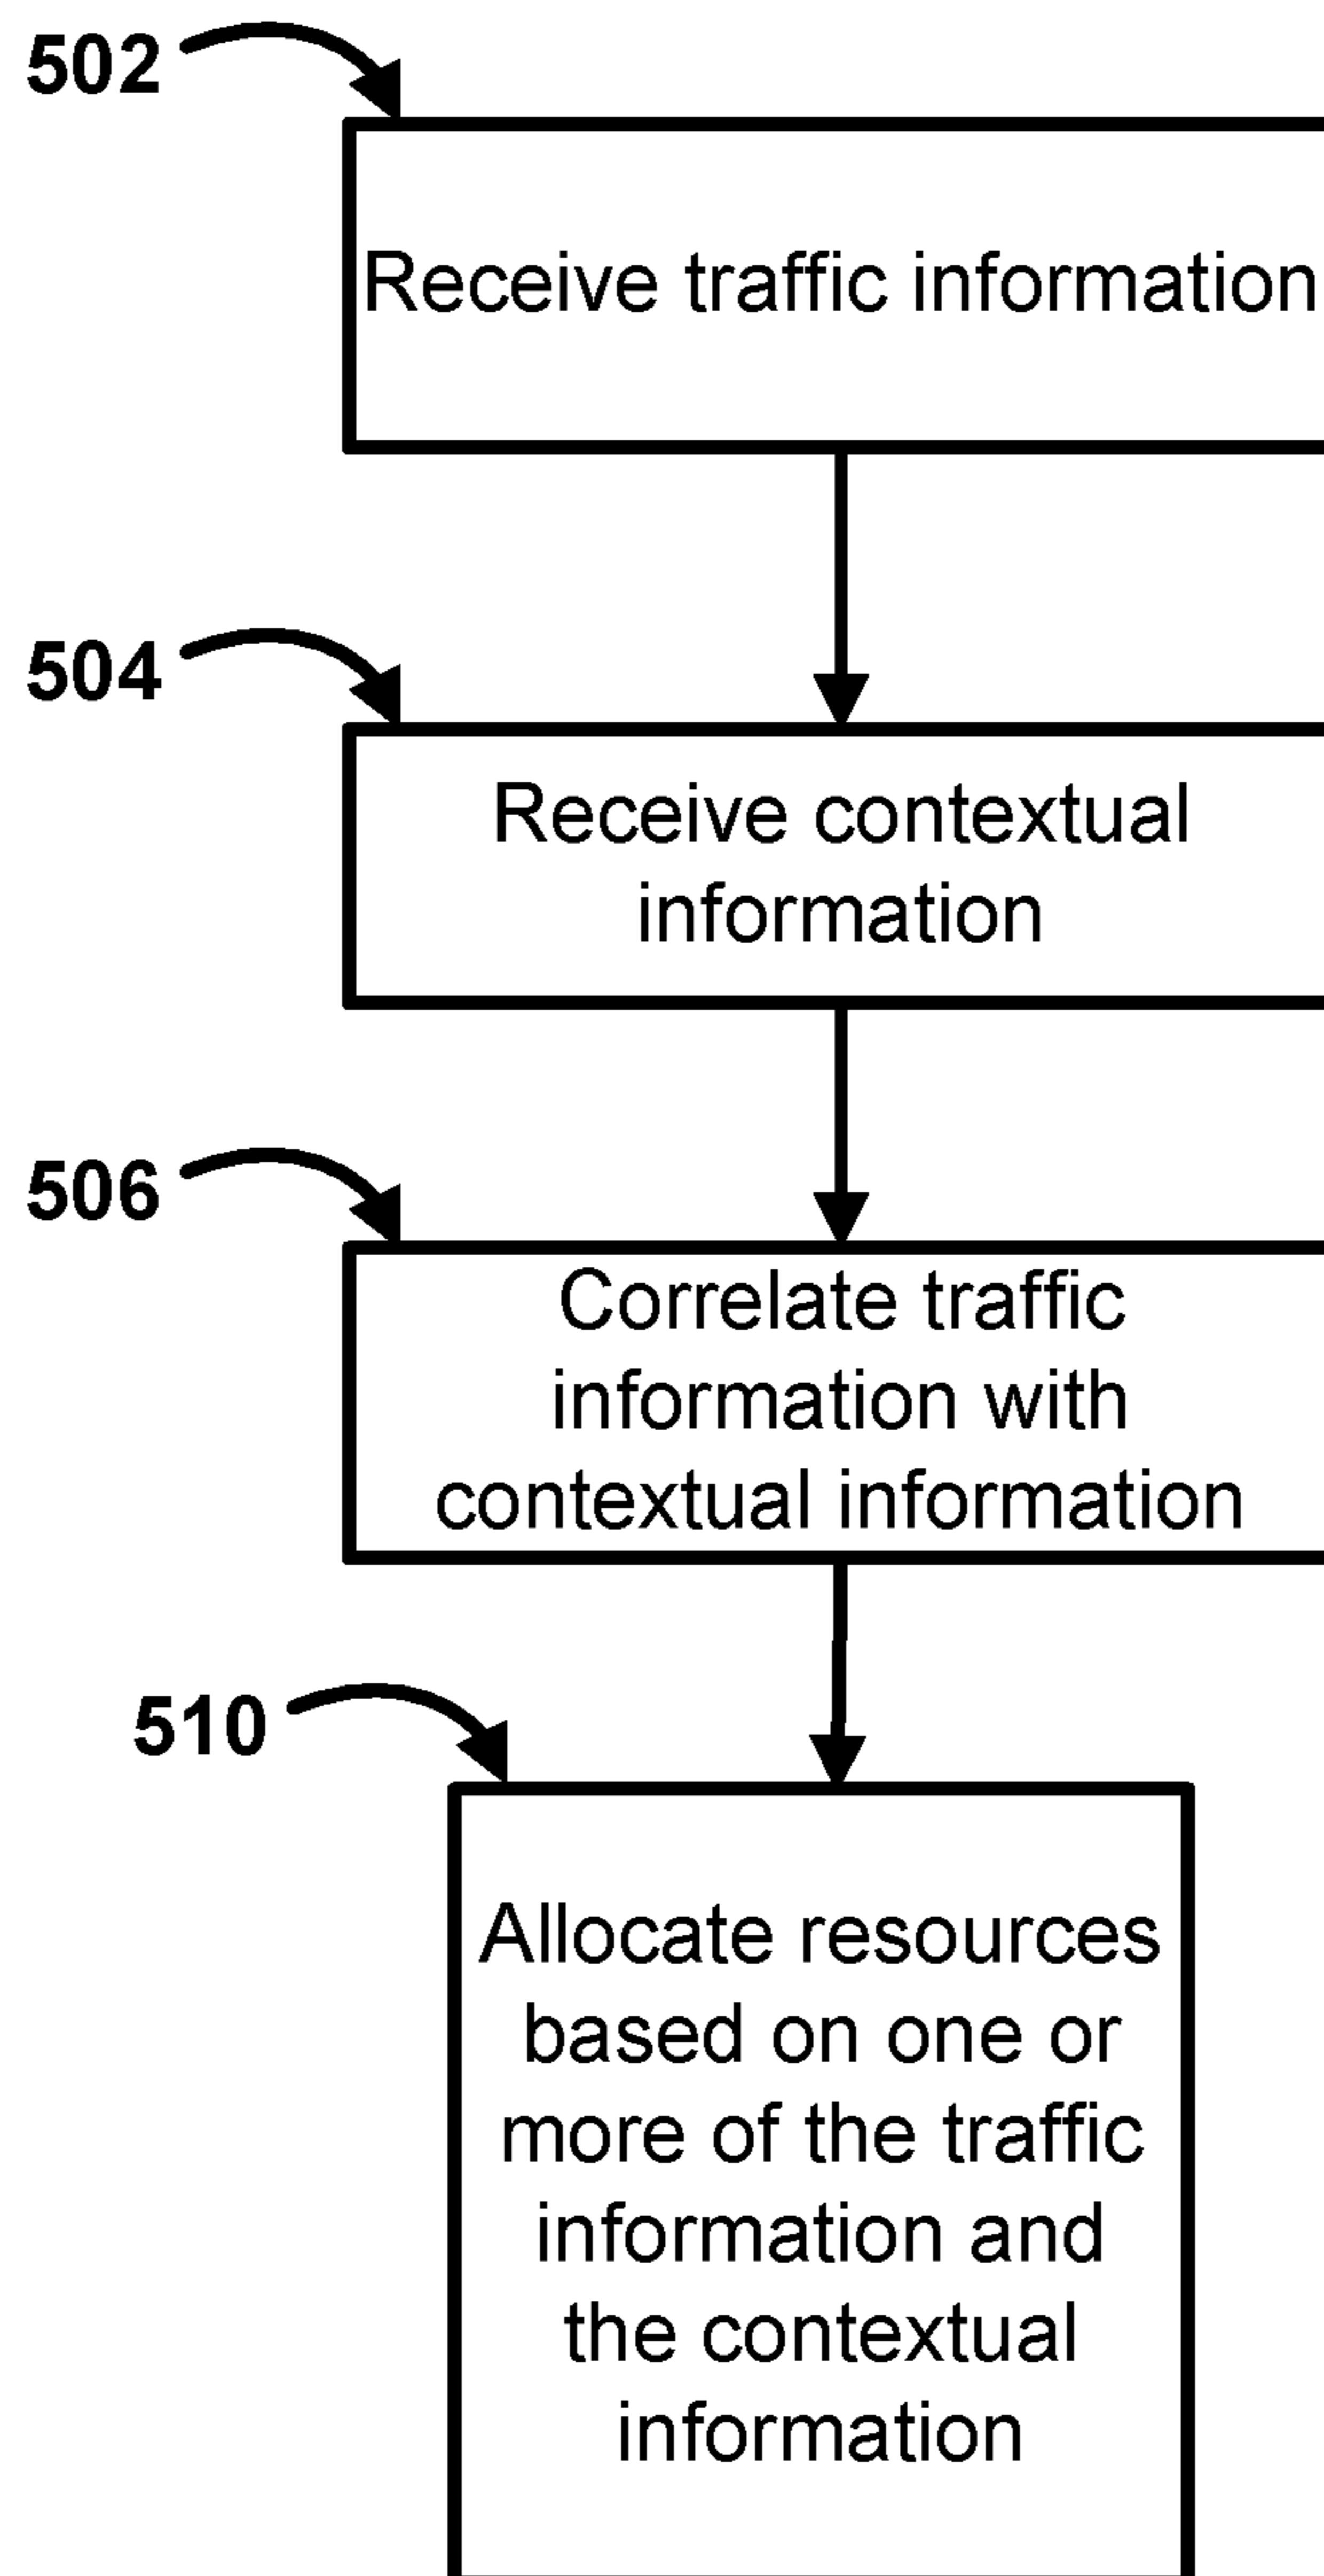 502
Receive traffic information
504
Receive contextual
information
506
Correlate traffic
information with
contextual information
510
Allocate resources
based on one or
more of the traffic
information and
the contextual
information